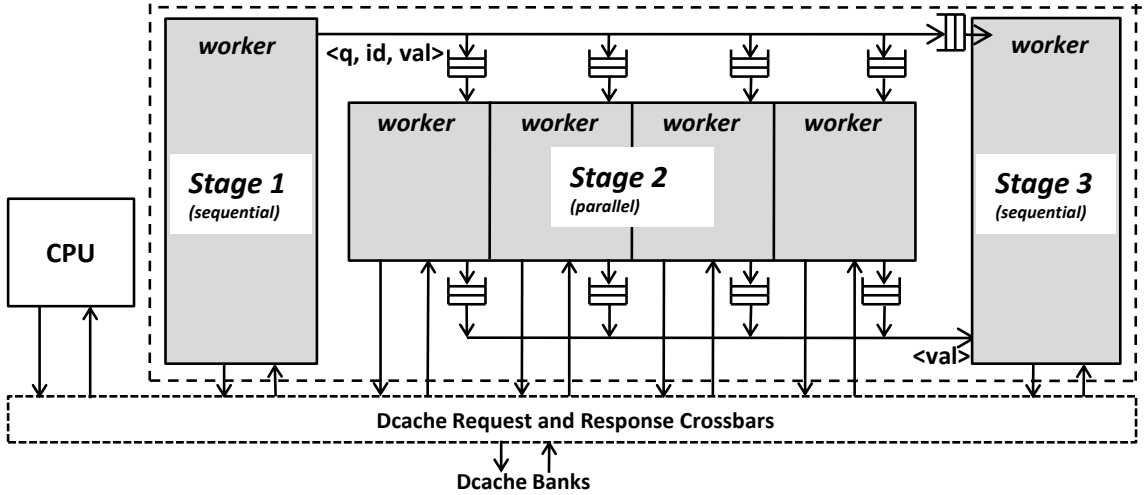 worker
worker
<q, id, val>
worker
worker
worker
worker
Stage 1
(sequential)
Stage 2
(parallel)
Stage 3
(sequential)
CPU
<val>
Dcache Request and Response Crossbars
Dcache Banks